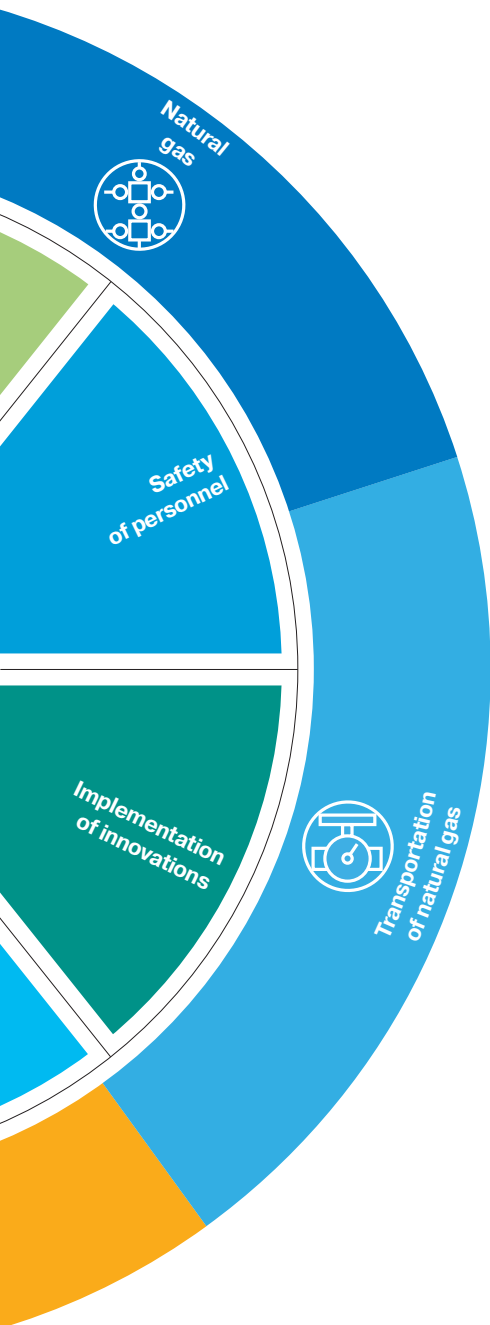 Natural
gas
Safety
of personnel
Implementation
of innovations
Transportation
of natural gas